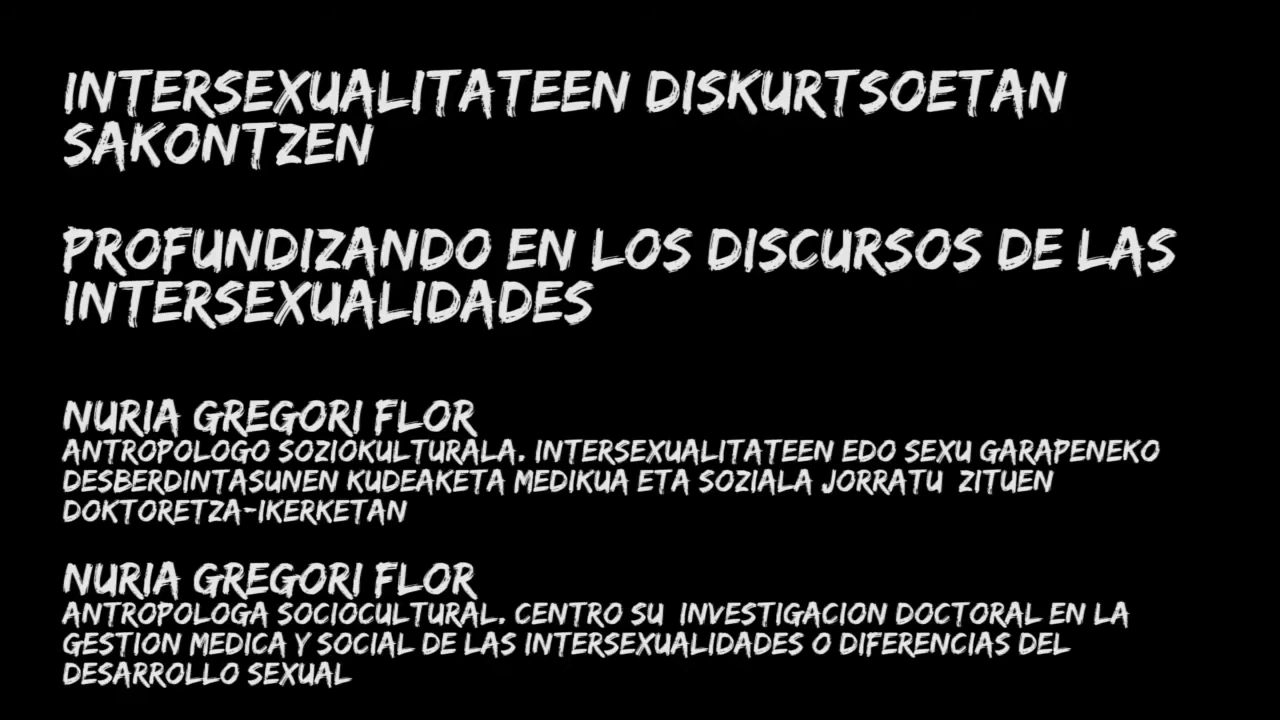 INTERSEXUALITATEEN DISKURTSOETAN
SAKONTZEN
PROFUNDIZANDO EN LOS DISCURSOS DE LAS
INTERSEXUALIDADES
NURIA GREGORI FLOR
ANTROPOLOGO SOZIOKULTURALA. INTERSEXUALITATEEN EDO SEXU GARAPENEKO
DESBERDINTASUNEN KUDEAKETA MEDIKUA ETA SOZIALA JORRATU ZITUEN
DOKTORETZA-IKERKETAN
NURIA GREGORI FLOR
ANTROPOLOGA SOCIOCULTURAL. CENTRO SU INVESTIGACION DOCTORAL EN LA
GESTION MEDICA Y SOCIAL DE LAS INTERSEXUALIDADES O DIFERENCIAS DEL
DESARROLLO SEXUAL